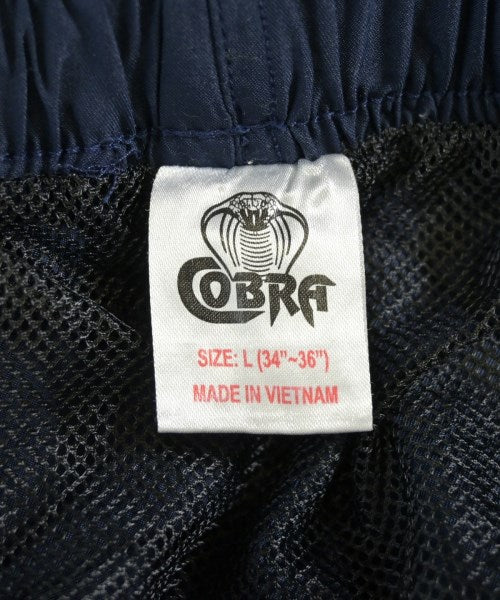 COBRA
SIZE: L (34"~36")
MADE IN VIETNAM